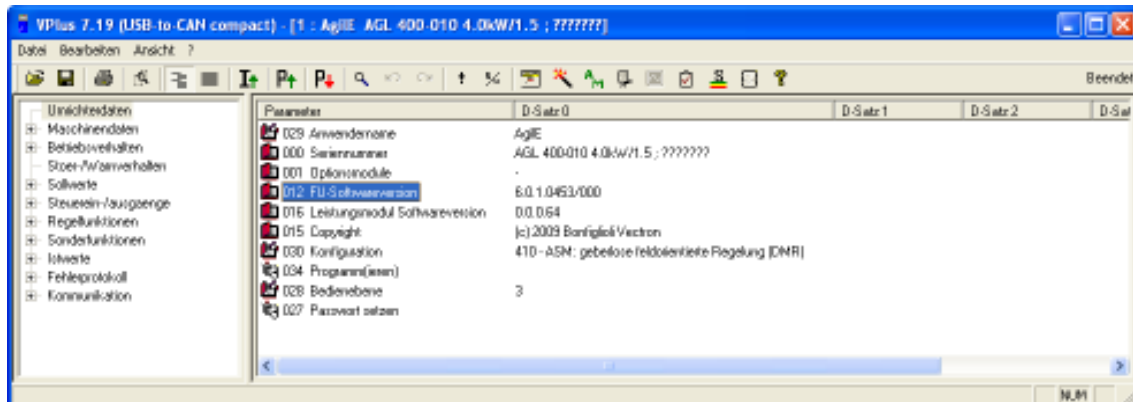 VPlus 7.19 (USB-to-CAN compact) - [1 : AgilE AGL 400-010 4.0kW/1.5 ; ???????]
Datei Bearbeiten Ansicht ?
Beendet
Umrichterdaten
Maschinendaten
Betriebsverhalten
Stoer-/Warnverhalten
Sollwerte
Steuerein-/ausgaenge
Regelfunktionen
Sonderfunktionen
Istwerte
Fehlerprotokoll
Kommunikation
Parameter D-Satz 0 D-Satz 1 D-Satz 2 D-Sat
029 Anwendername AgilE
000 Seriennummer AGL 400-010 4.0kW/1.5 ; ???????
001 Optionsmodule -
012 FU-Softwareversion 6.0.1.0453/000
016 Leistungsmodul Softwareversion 0.0.0.64
015 Copyright (c) 2009 Bonfiglioli Vectron
030 Konfiguration 410 - ASM: geberlose feldorientierte Regelung (DMR)
034 Programm(ieren)
028 Bedienebene 3
027 Passwort setzen
NUM